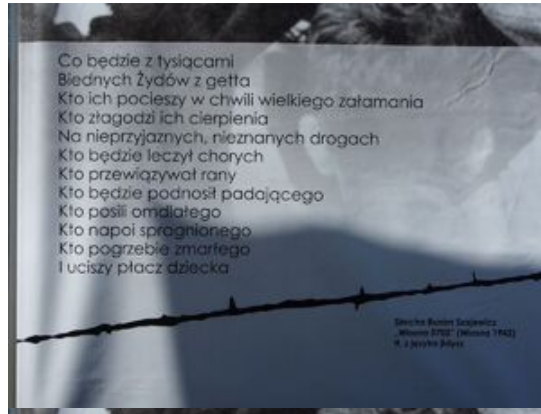 Co będzie z tysiącami
Biednych Żydów z getta
Kto ich pocieszy w chwili wielkiego załamania
Kto złagodzi ich cierpienia
Na nieprzyjaznych, nieznanych drogach
Kto będzie leczył chorych
Kto przewiązywał rany
Kto będzie podnosił padającego
Kto posili omdlałego
Kto napoi spragnionego
Kto pogrzebie zmarłego
I uciszy płacz dziecka
Simcha Bunim Szajewicz
„Wiosna 5702” (Wiosna 1942)
tł. z języka jidysz